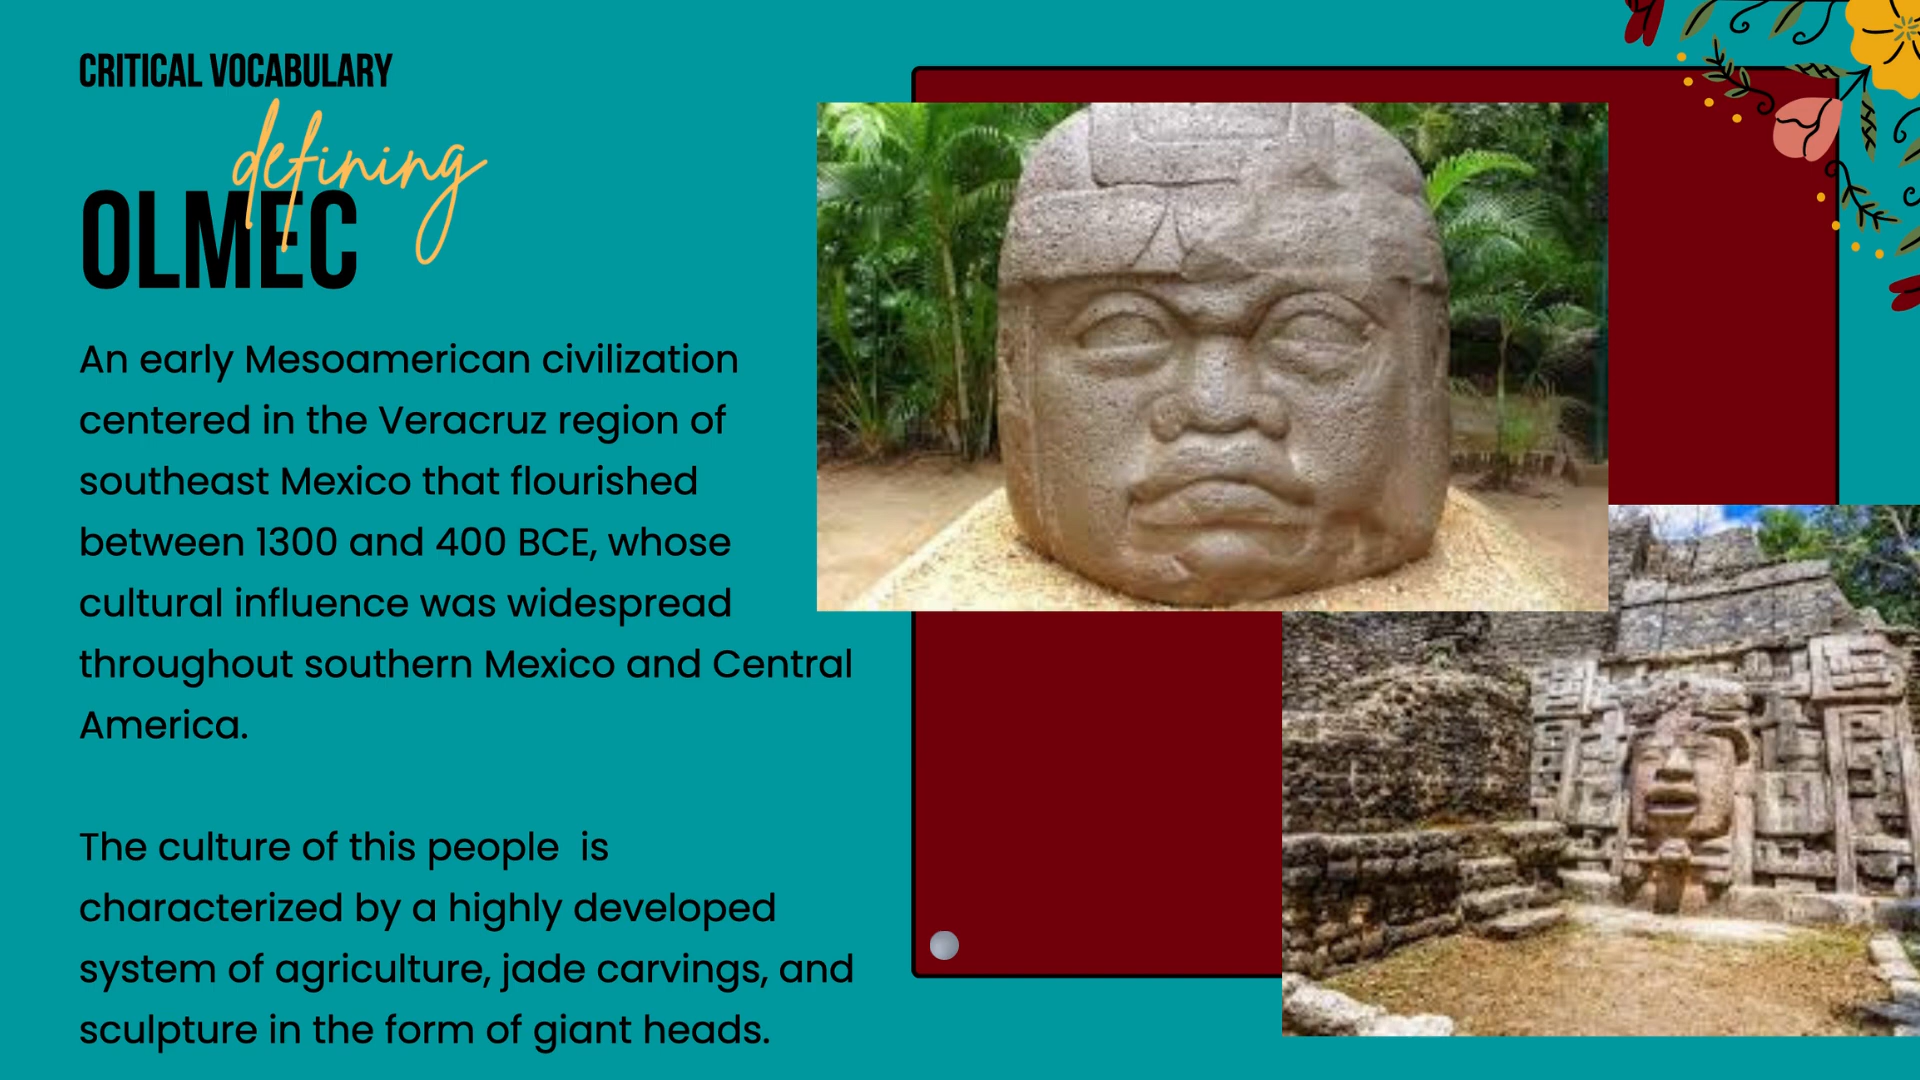 CRITICAL VOCABULARY
defining
OLMEC
An early Mesoamerican civilization
centered in the Veracruz region of
southeast Mexico that flourished
between 1300 and 400 BCE, whose
cultural influence was widespread
throughout southern Mexico and Central
America.
The culture of this people  is
characterized by a highly developed
system of agriculture, jade carvings, and
sculpture in the form of giant heads.